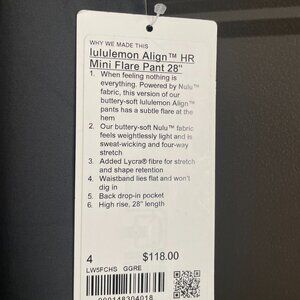 WHY WE MADE THIS
lululemon Align™ HR
Mini Flare Pant 28"
1. When feeling nothing is
everything. Powered by Nulu™
fabric, this version of our
buttery-soft lululemon Align™
pants has a subtle flare at the
hem
2. Our buttery-soft Nulu™ fabric
feels weightlessly light and is
sweat-wicking and four-way
stretch
3. Added Lycra® fibre for stretch
and shape retention
4. Waistband lies flat and won't
dig in
5. Back drop-in pocket
6. High rise, 28" length
4 $118.00
LW5FCHS GGRE